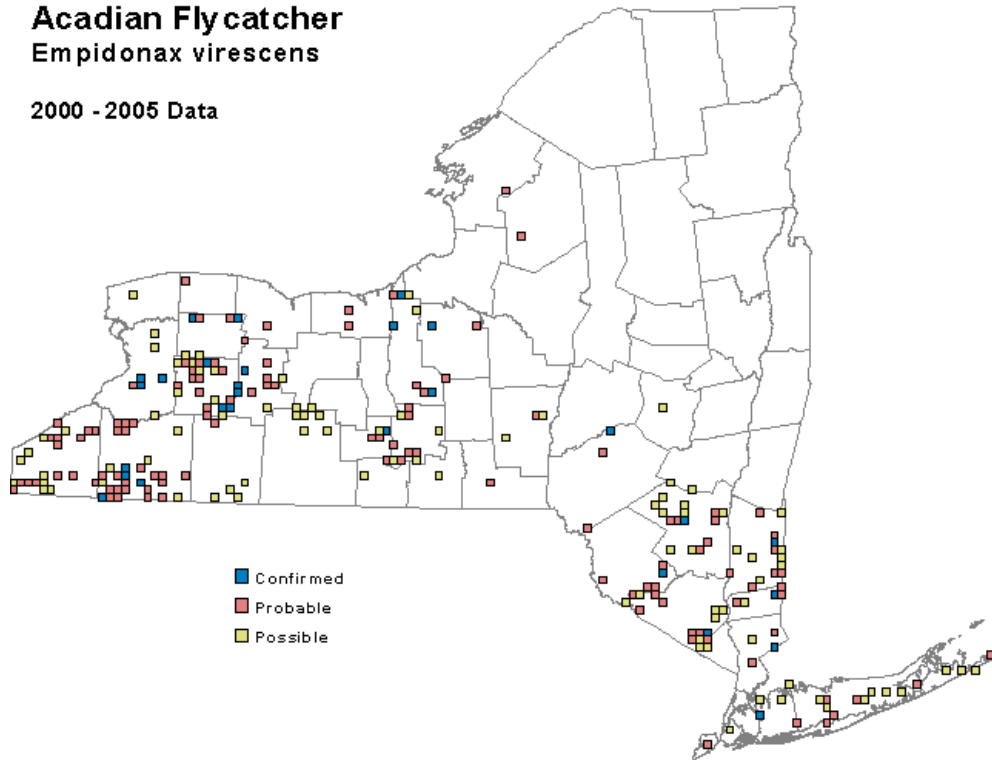 Acadian Flycatcher
Empidonax virescens
2000 - 2005 Data
Confirmed
Probable
Possible